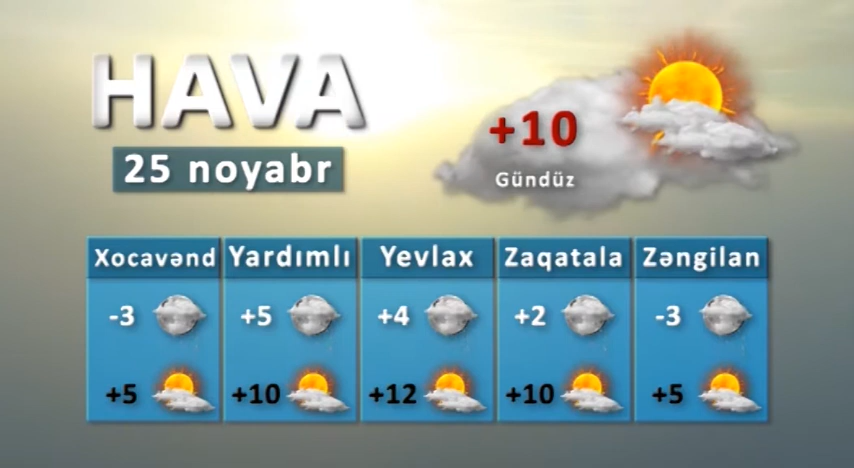 HAVA
25 noyabr
+10
Gündüz
Xocavənd Yardımlı Yevlax Zaqatala Zəngilan
-3 +5 +4 +2 -3
+5 +10 +12 +10 +5